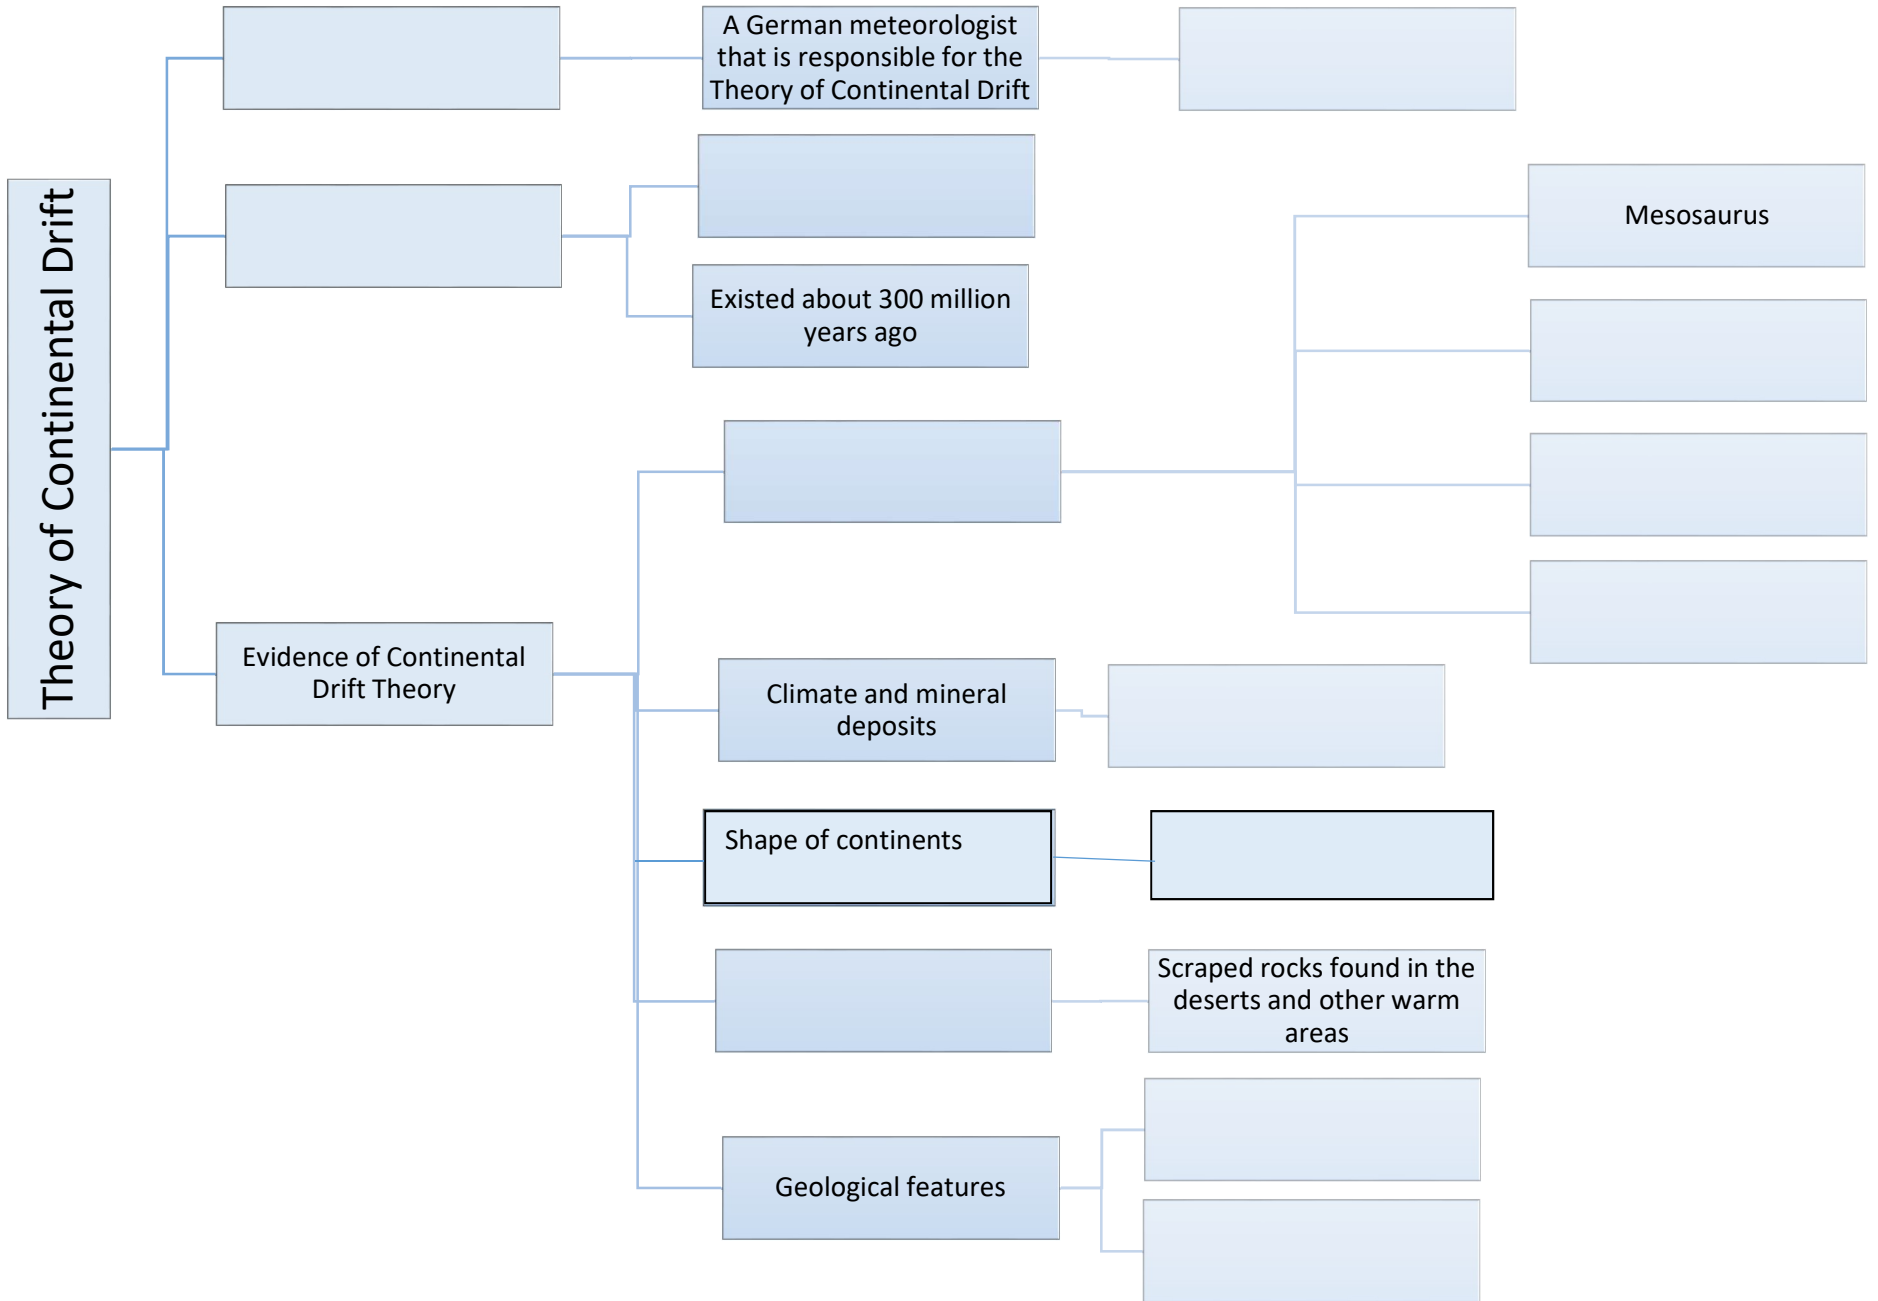 Theory of Continental Drift
A German meteorologist
that is responsible for the
Theory of Continental Drift
Existed about 300 million
years ago
Mesosaurus
Evidence of Continental
Drift Theory
Climate and mineral
deposits
Shape of continents
Scraped rocks found in the
deserts and other warm
areas
Geological features